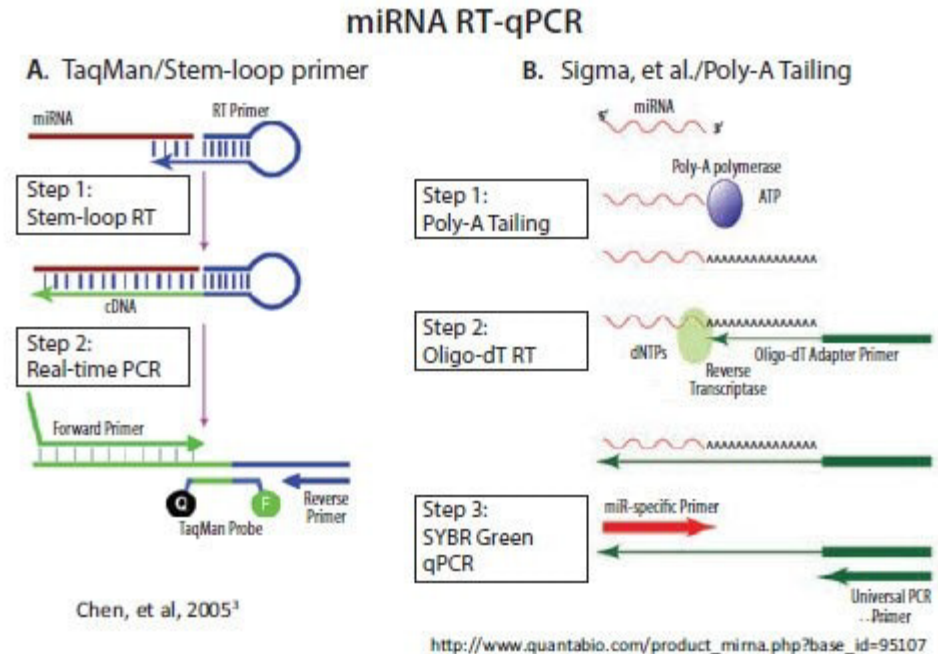 miRNA RT-qPCR
A. TaqMan/Stem-loop primer
miRNA
RT Primer
Step 1:
Stem-loop RT
cDNA
Step 2:
Real-time PCR
Forward Primer
Q
F
TaqMan Probe
Reverse
Primer
Chen, et al, 2005³
B. Sigma, et al./Poly-A Tailing
5' miRNA 3'
Poly-A polymerase
ATP
Step 1:
Poly-A Tailing
AAAAAAAAAAAAAAA
Step 2:
Oligo-dT RT
AAAAAAAAAAAAAAA
dNTPs
Reverse
Transcriptase
Oligo-dT Adapter Primer
AAAAAAAAAAAAAAA
Step 3:
SYBR Green
qPCR
miR-specific Primer
Universal PCR
Primer
http://www.quantabio.com/product_mirna.php?base_id=95107